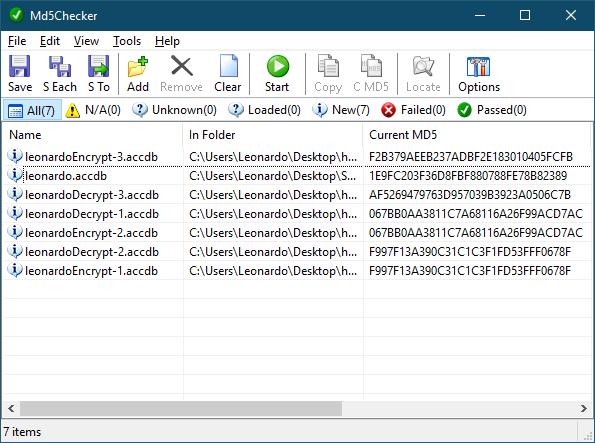 Md5Checker
File Edit View Tools Help
Save S Each S To Add Remove Clear Start Copy C MD5 Locate Options
All(7) N/A(0) Unknown(0) Loaded(0) New(7) Failed(0) Passed(0)
Name In Folder Current MD5
leonardoEncrypt-3.accdb C:\Users\Leonardo\Desktop\h... F2B379AEEB237ADBF2E183010405FCFB
leonardo.accdb C:\Users\Leonardo\Desktop\S... 1E9FC203F36D8FBF880788FE78B82389
leonardoDecrypt-3.accdb C:\Users\Leonardo\Desktop\h... AF5269479763D957039B3923A0506C7B
leonardoDecrypt-1.accdb C:\Users\Leonardo\Desktop\h... 067BB0AA3811C7A68116A26F99ACD7AC
leonardoEncrypt-2.accdb C:\Users\Leonardo\Desktop\h... 067BB0AA3811C7A68116A26F99ACD7AC
leonardoDecrypt-2.accdb C:\Users\Leonardo\Desktop\h... F997F13A390C31C1C3F1FD53FFF0678F
leonardoEncrypt-1.accdb C:\Users\Leonardo\Desktop\h... F997F13A390C31C1C3F1FD53FFF0678F
7 items